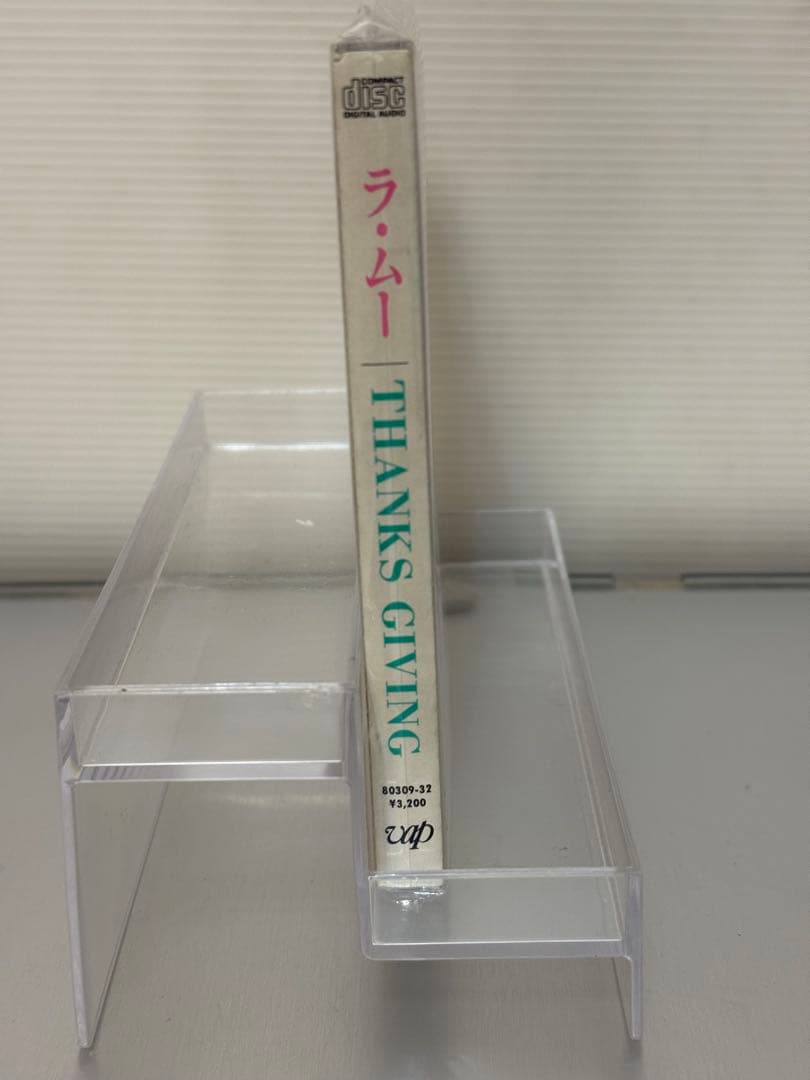 COMPACT
disc
DIGITAL AUDIO
ラ・ムー
THANKS GIVING
80309-32
¥3,200
vap